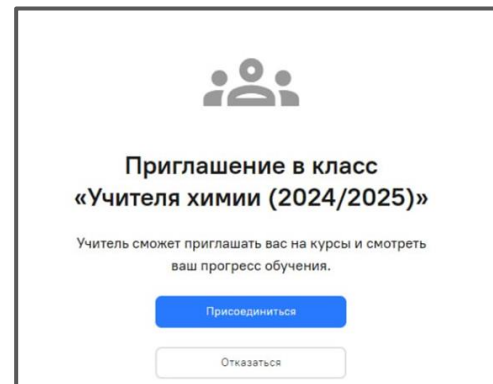 Приглашение в класс
«Учителя химии (2024/2025)»
Учитель сможет приглашать вас на курсы и смотреть
ваш прогресс обучения.
Присоединиться
Отказаться